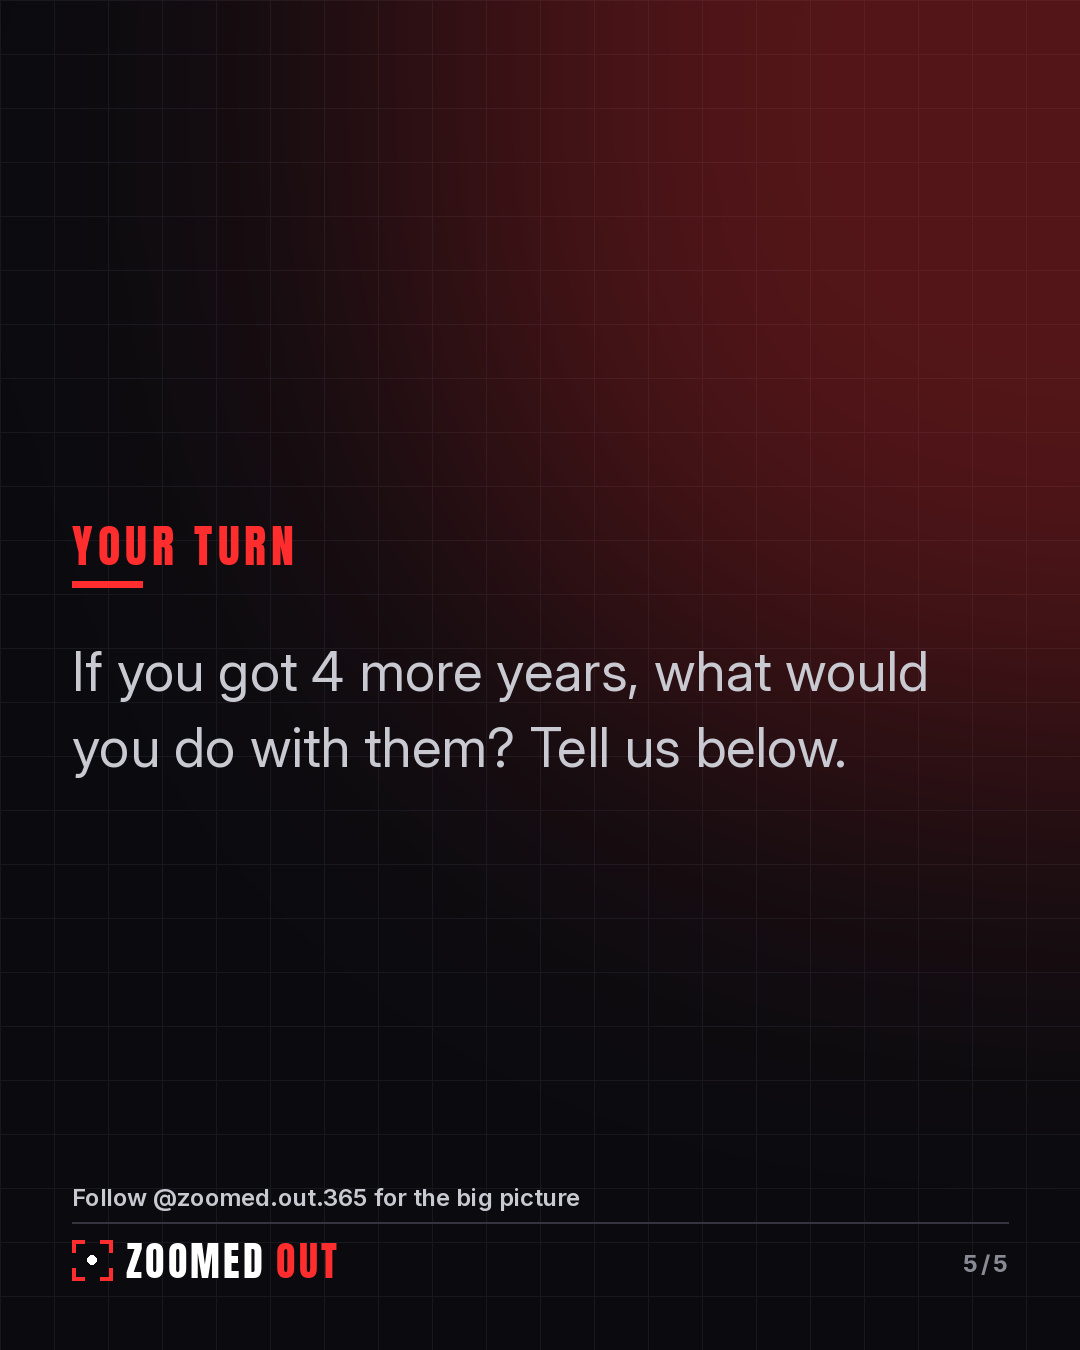 YOUR TURN
If you got 4 more years, what would
you do with them? Tell us below.
Follow @zoomed.out.365 for the big picture
ZOOMED OUT
5/5